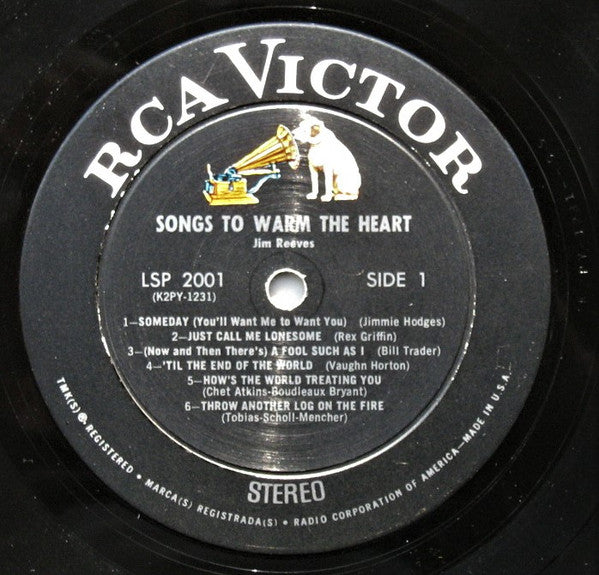 RCA VICTOR
SONGS TO WARM THE HEART
Jim Reeves
LSP 2001
(K2PY-1231)
SIDE 1
1—SOMEDAY (You'll Want Me to Want You) (Jimmie Hodges)
2—JUST CALL ME LONESOME (Rex Griffin)
3—(Now and Then There's) A FOOL SUCH AS I (Bill Trader)
4—'TIL THE END OF THE WORLD (Vaughn Horton)
5—HOW'S THE WORLD TREATING YOU
(Chet Atkins-Boudleaux Bryant)
6—THROW ANOTHER LOG ON THE FIRE
(Tobias-Scholl-Mencher)
STEREO
TMK(S) ® REGISTERED • MARCA(S) REGISTRADA(S) • RADIO CORPORATION OF AMERICA—MADE IN U.S.A.